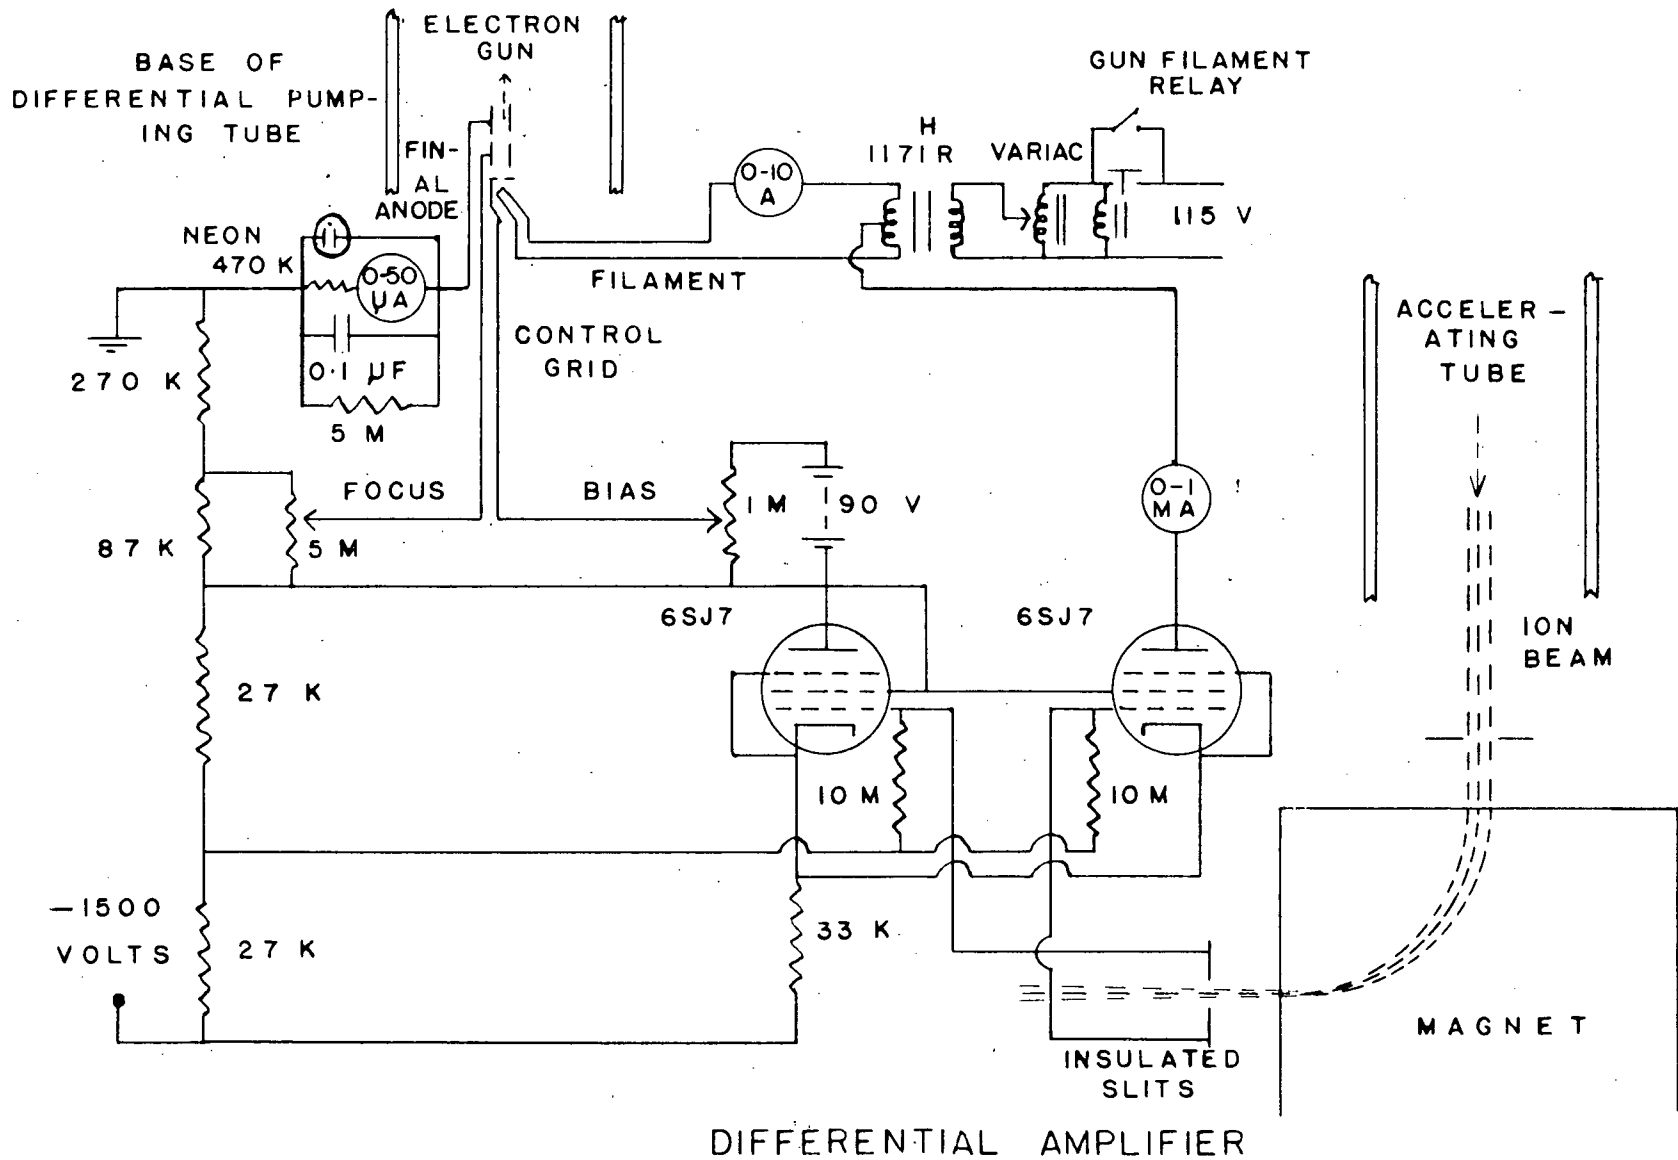 ELECTRON
GUN
BASE OF
DIFFERENTIAL PUMP-
ING TUBE
GUN FILAMENT
RELAY
FIN-
AL
ANODE
H
1171R
VARIAC
0-10
A
115 V
NEON
470 K
0-50
μA
FILAMENT
CONTROL
GRID
ACCELER-
ATING
TUBE
270 K
0.1 μF
5 M
FOCUS
BIAS
1 M
90 V
0-1
MA
87 K
5 M
6SJ7
6SJ7
ION
BEAM
27 K
10 M
10 M
-1500
VOLTS
27 K
33 K
MAGNET
INSULATED
SLITS
DIFFERENTIAL AMPLIFIER